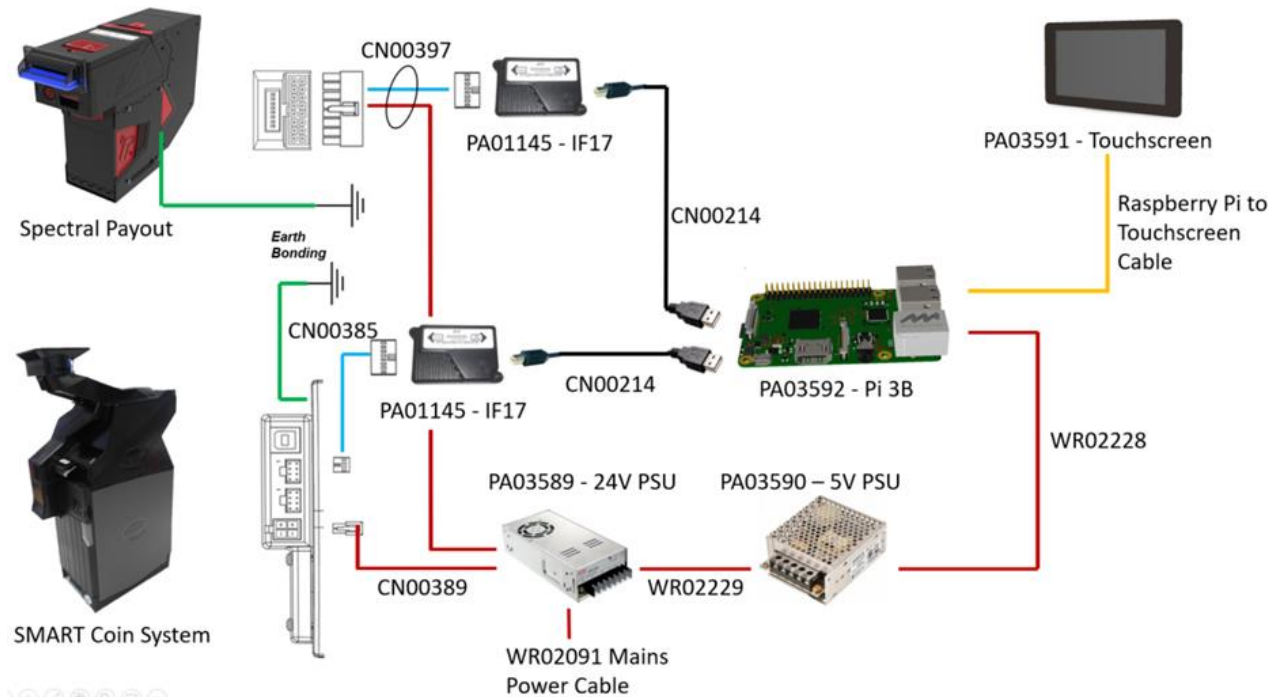 CN00397
PA01145 - IF17
PA03591 - Touchscreen
CN00214
Raspberry Pi to
Touchscreen
Cable
Spectral Payout
Earth
Bonding
CN00385
PA01145 - IF17
CN00214
PA03592 - Pi 3B
WR02228
PA03589 - 24V PSU
PA03590 – 5V PSU
CN00389
WR02229
SMART Coin System
WR02091 Mains
Power Cable